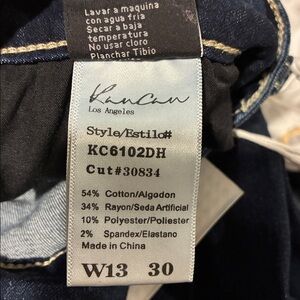 Lavar a maquina
con agua fria
Secar a baja
temperatura
No usar cloro
Planchar Tibio
KanCan
Los Angeles
Style/Estilo#
KC6102DH
Cut#30834
54% Cotton/Algodon
34% Rayon/Seda Artificial
10% Polyester/Poliester
2% Spandex/Elastano
Made in China
W13 30